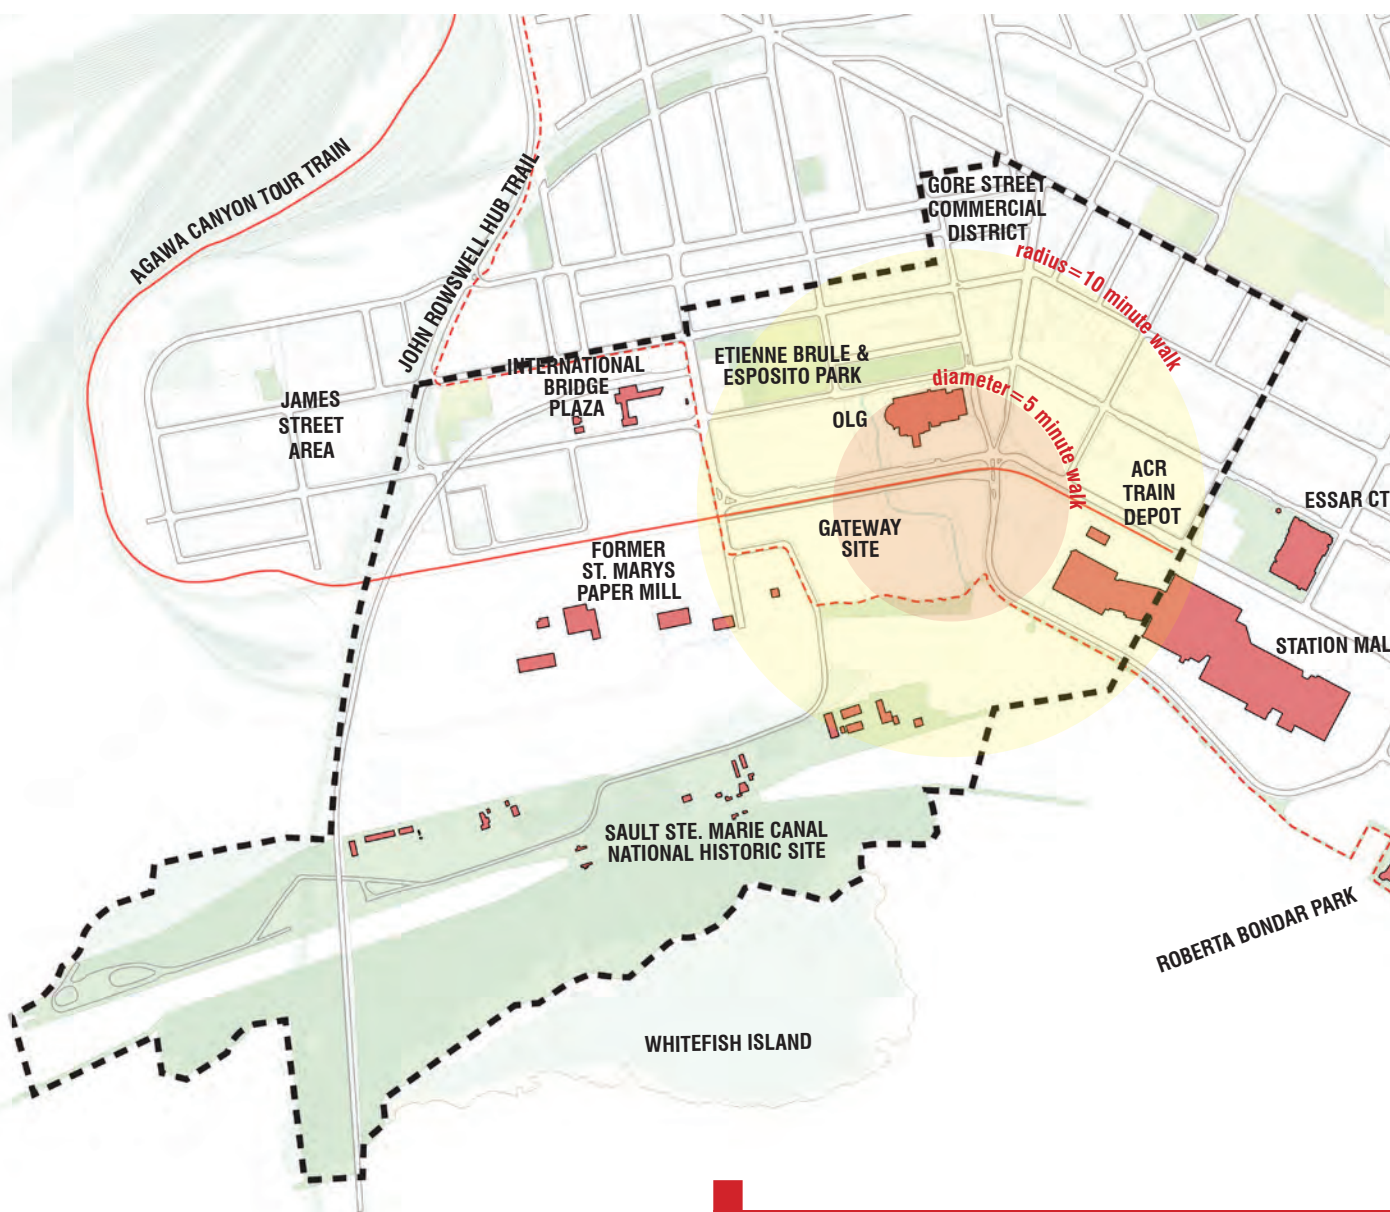 AGAWA CANYON TOUR TRAIN
JOHN ROWSWELL HUB TRAIL
GORE STREET
COMMERCIAL
DISTRICT
radius = 10 minute walk
INTERNATIONAL
BRIDGE
PLAZA
ETIENNE BRULE &
ESPOSITO PARK
diameter = 5 minute walk
JAMES
STREET
AREA
OLG
ACR
TRAIN
DEPOT
ESSAR CT
GATEWAY
SITE
FORMER
ST. MARYS
PAPER MILL
STATION MAL
SAULT STE. MARIE CANAL
NATIONAL HISTORIC SITE
ROBERTA BONDAR PARK
WHITEFISH ISLAND